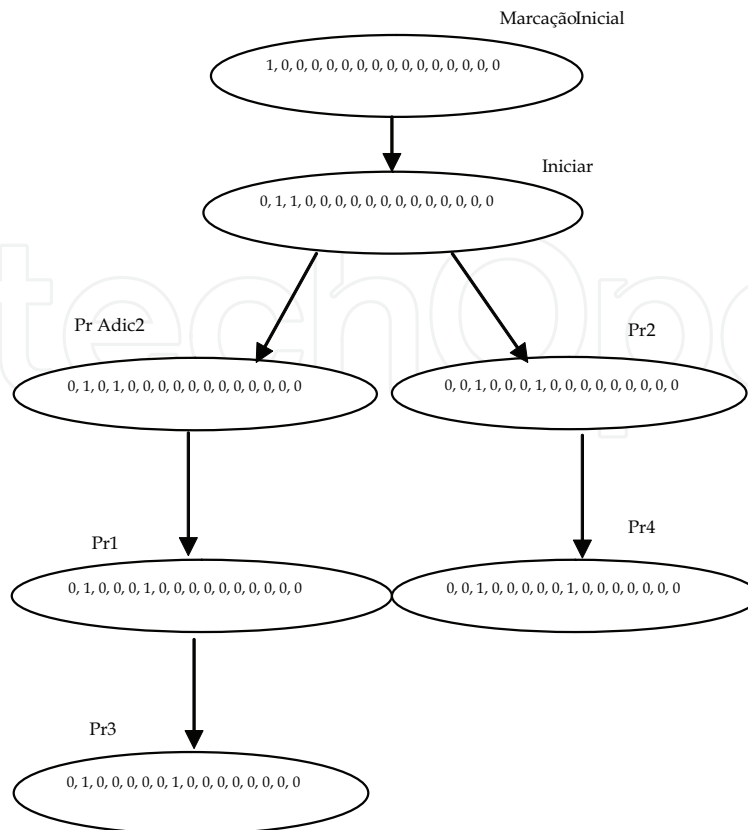 MarcaçãoInicial
1, 0, 0, 0, 0, 0, 0, 0, 0, 0, 0, 0, 0, 0, 0, 0
Iniciar
0, 1, 1, 0, 0, 0, 0, 0, 0, 0, 0, 0, 0, 0, 0, 0
techOp
Pr Adic2
Pr2
0, 1, 0, 1, 0, 0, 0, 0, 0, 0, 0, 0, 0, 0, 0, 0
0, 0, 1, 0, 0, 0, 1, 0, 0, 0, 0, 0, 0, 0, 0, 0
Pr1
Pr4
0, 1, 0, 0, 0, 1, 0, 0, 0, 0, 0, 0, 0, 0, 0, 0
0, 0, 1, 0, 0, 0, 0, 0, 1, 0, 0, 0, 0, 0, 0, 0
Pr3
0, 1, 0, 0, 0, 0, 0, 1, 0, 0, 0, 0, 0, 0, 0, 0